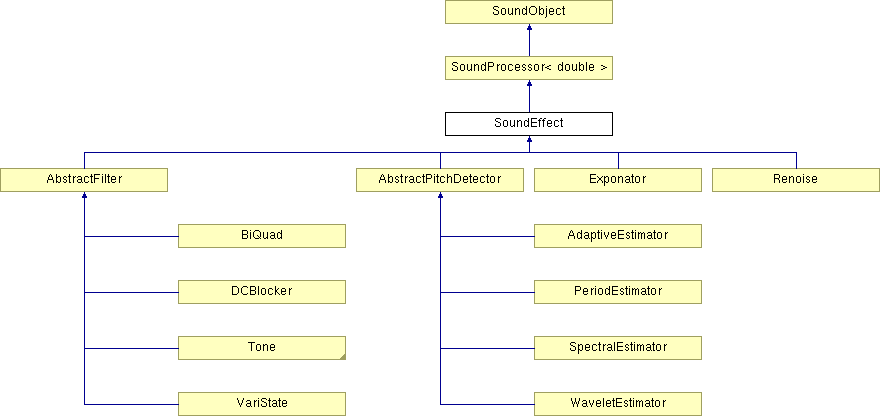 SoundObject
SoundProcessor< double >
SoundEffect
AbstractFilter
AbstractPitchDetector
Exponator
Renoise
BiQuad
AdaptiveEstimator
DCBlocker
PeriodEstimator
Tone
SpectralEstimator
VariState
WaveletEstimator